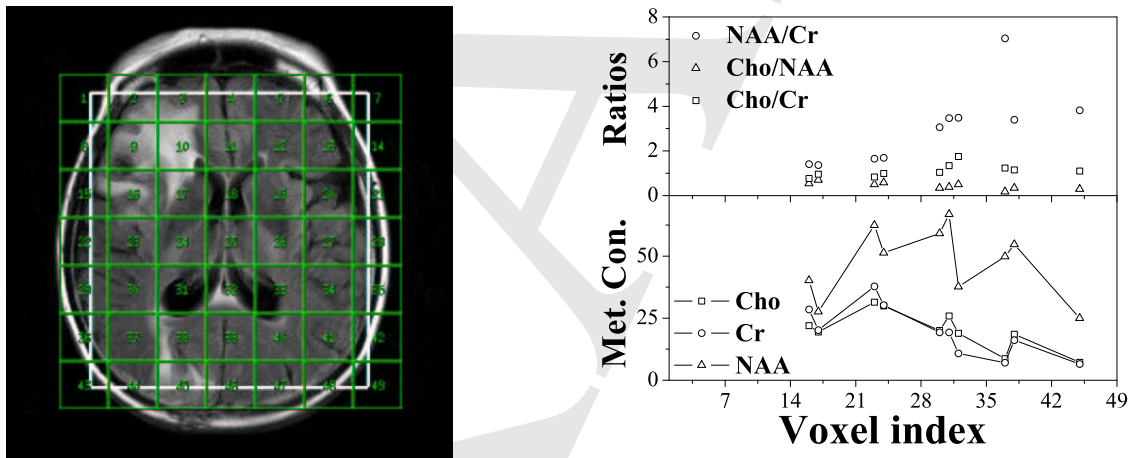 1 2 3 4 5 6 7
9 10 11 12 13 14
15 16 17 18 19 20 21
22 23 24 25 26 27 28
29 30 31 32 33 34 35
36 37 38 39 40 41 42
43 44 45 46 47 48 49
8
6
4
2
0
Ratios
NAA/Cr
Cho/NAA
Cho/Cr
50
25
0
Met. Con.
Cho
Cr
NAA
7 14 21 28 35 42 49
Voxel index